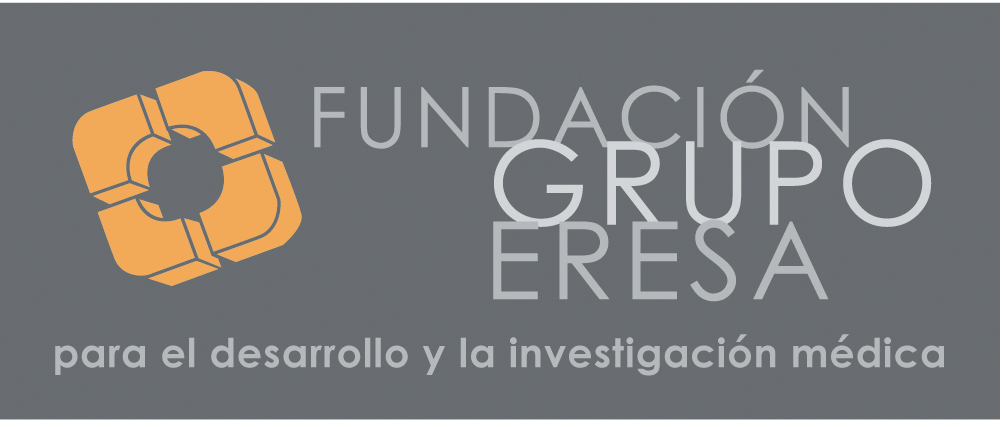 FUNDACIÓN
GRUPO
ERESA
para el desarrollo y la investigación médica